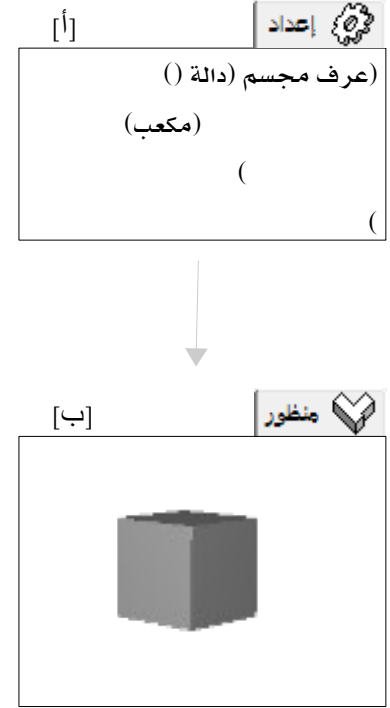 إعداد [أ]
(عرف مجسم (دالة ()
(مكعب)
)
)
منظور [ب]